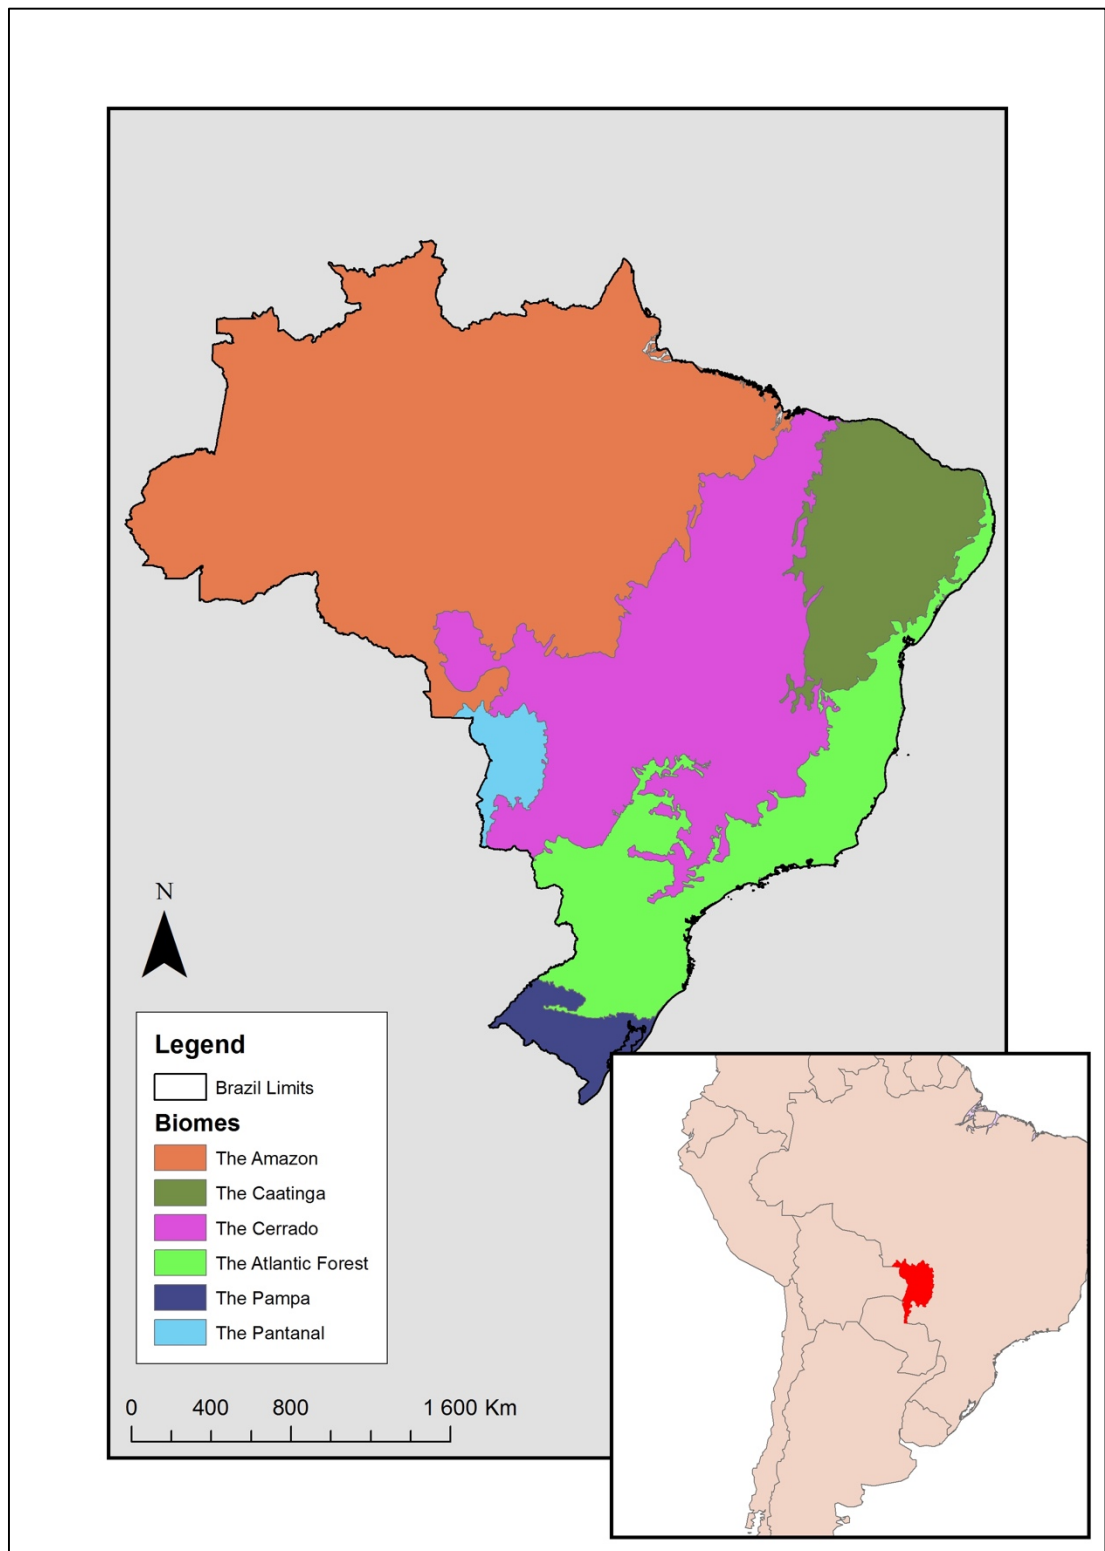 N
Legend
Brazil Limits
Biomes
The Amazon
The Caatinga
The Cerrado
The Atlantic Forest
The Pampa
The Pantanal
0 400 800 1 600 Km